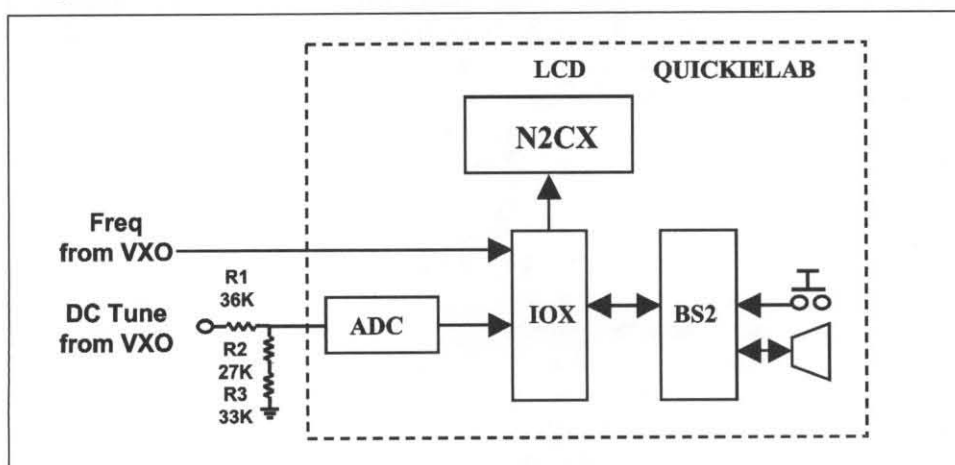 LCD QUICKIELAB
N2CX
Freq
from VXO
R1
36K
DC Tune
from VXO
ADC
IOX
BS2
R2
27K
R3
33K